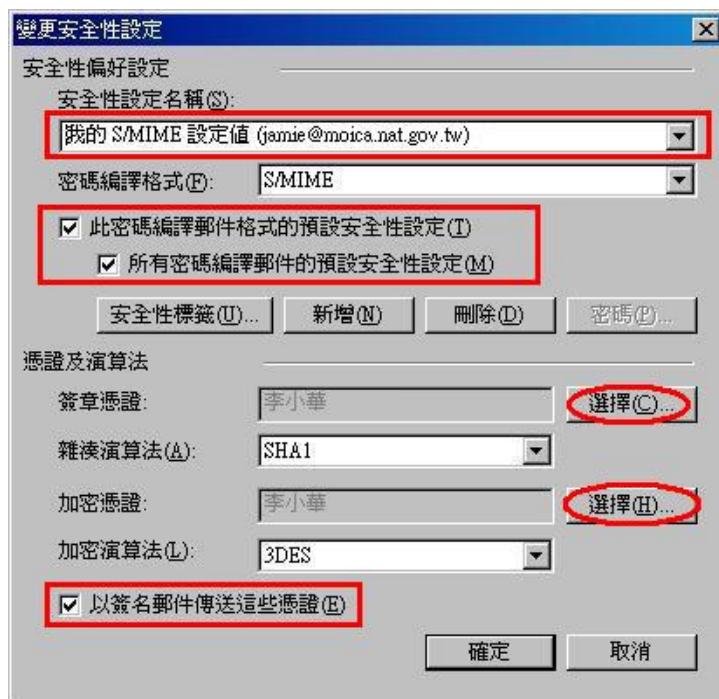 變更安全性設定
安全性偏好設定
安全性設定名稱(S):
我的 S/MIME 設定值 (jamie@moica.nat.gov.tw)
密碼編譯格式(F): S/MIME
此密碼編譯郵件格式的預設安全性設定(T)
所有密碼編譯郵件的預設安全性設定(M)
安全性標籤(U)... 新增(N) 刪除(D) 密碼(P)...
憑證及演算法
簽章憑證: 李小華 選擇(C)...
雜湊演算法(A): SHA1
加密憑證: 李小華 選擇(H)...
加密演算法(L): 3DES
以簽名郵件傳送這些憑證(E)
確定 取消